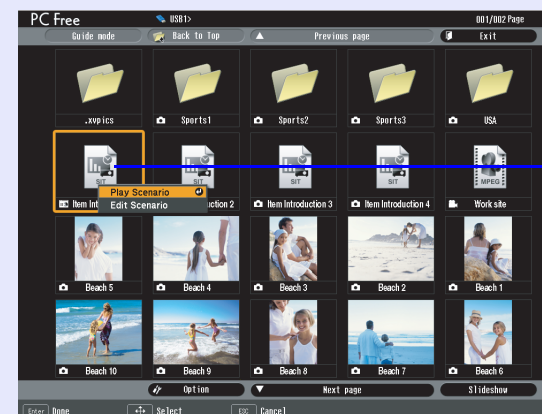 PC Free USB1> 001/002 Page
Guide mode Back to Top Previous page Exit
.xvpics Sports1 Sports2 Sports3 USA
SIT SIT SIT SIT MPEG
Play Scenario
Edit Scenario
Item Int ction 2 Item Introduction 3 Item Introduction 4 Work site
Beach 5 Beach 4 Beach 3 Beach 2 Beach 1
Beach 10 Beach 9 Beach 8 Beach 7 Beach 6
Option Next page Slideshow
Enter Done Select ESC Cancel